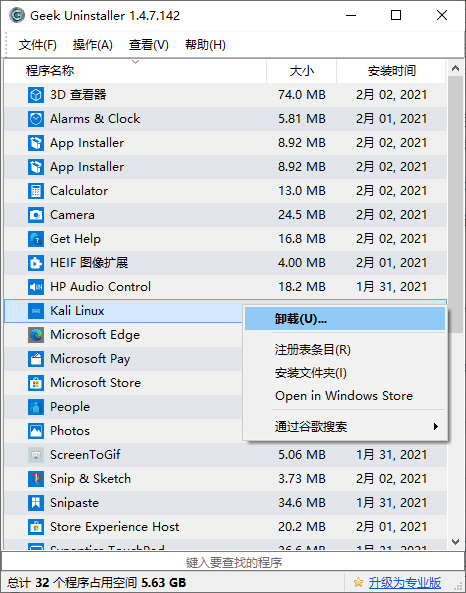 Geek Uninstaller 1.4.7.142
文件(F) 操作(A) 查看(V) 帮助(H)
程序名称 大小 安装时间
3D 查看器 74.0 MB 2月 02, 2021
Alarms & Clock 5.81 MB 2月 01, 2021
App Installer 8.92 MB 2月 02, 2021
App Installer 8.92 MB 2月 02, 2021
Calculator 13.0 MB 2月 02, 2021
Camera 24.5 MB 2月 02, 2021
Get Help 16.8 MB 2月 02, 2021
HEIF 图像扩展 4.00 MB 2月 01, 2021
HP Audio Control 18.2 MB 1月 31, 2021
Kali Linux
卸载(U)...
Microsoft Edge
注册表条目(R)
Microsoft Pay
安装文件夹(I)
Microsoft Store
Open in Windows Store
People
Photos
通过谷歌搜索
ScreenToGif 5.06 MB 1月 31, 2021
Snip & Sketch 3.73 MB 2月 02, 2021
Snipaste 34.6 MB 1月 31, 2021
Store Experience Host 20.2 MB 2月 01, 2021
Synaptics TouchPad 26.6 MB 1月 31, 2021
键入要查找的程序
总计 32 个程序占用空间 5.63 GB 升级为专业版